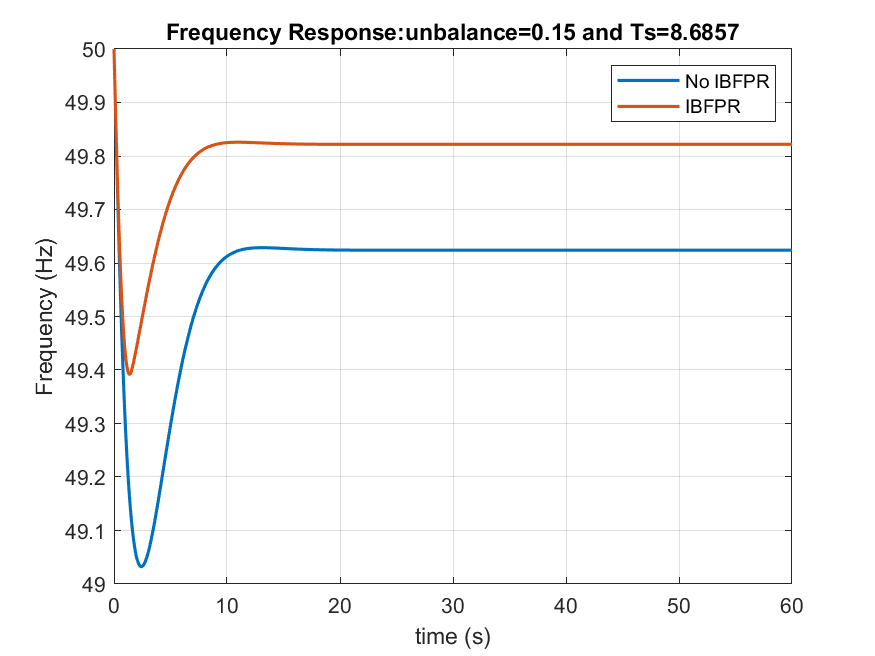 Frequency Response:unbalance=0.15 and Ts=8.6857
No IBFPR
IBFPR
50
49.9
49.8
49.7
49.6
49.5
49.4
49.3
49.2
49.1
49
Frequency (Hz)
0 10 20 30 40 50 60
time (s)